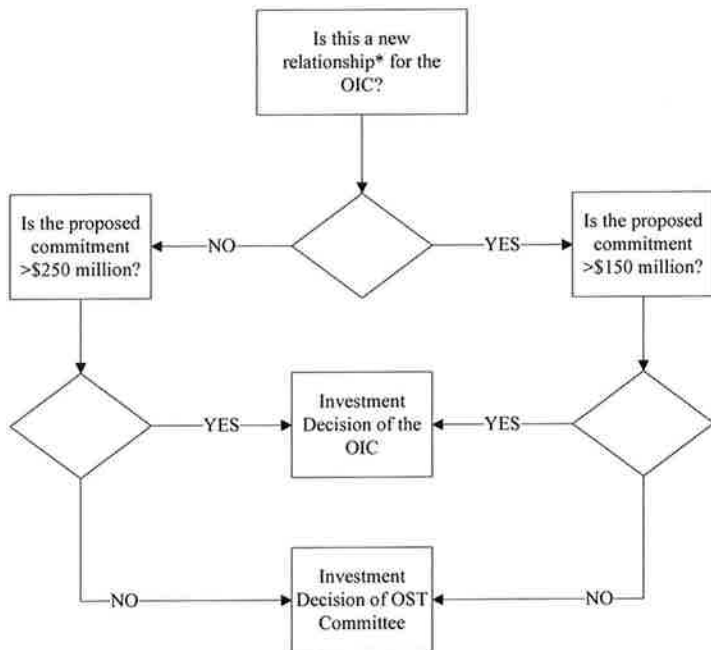 Is this a new
relationship* for the
OIC?
Is the proposed
commitment
>$250 million?
NO
YES
Is the proposed
commitment
>$150 million?
YES
Investment
Decision of the
OIC
YES
NO
Investment
Decision of OST
Committee
NO